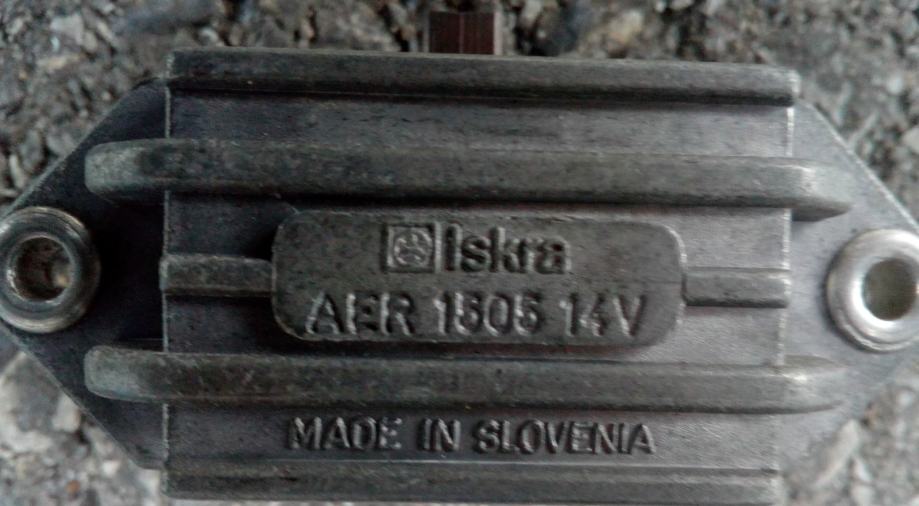 Iskra
AER 1505 14V
MADE IN SLOVENIA